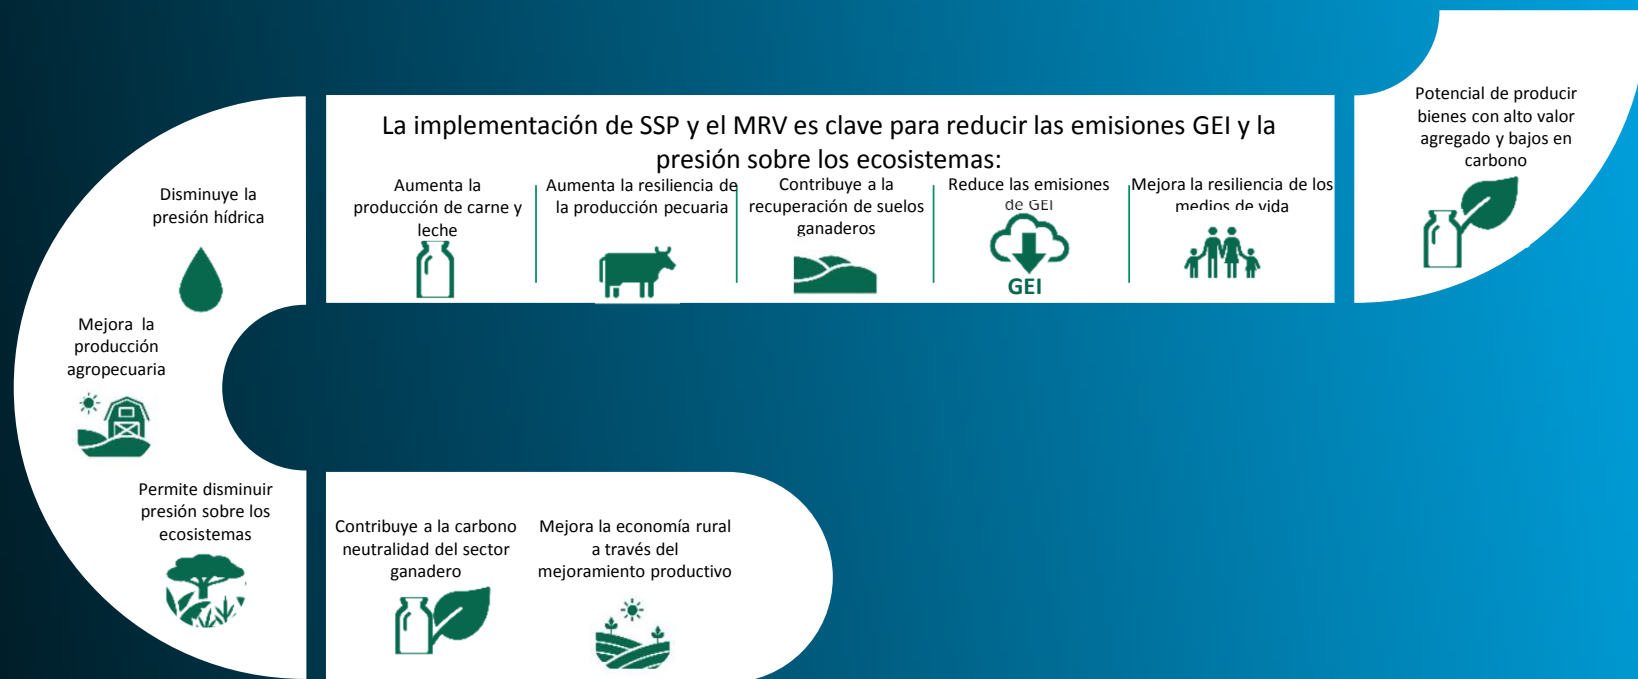 La implementación de SSP y el MRV es clave para reducir las emisiones GEI y la
presión sobre los ecosistemas:
Aumenta la
producción de carne y
leche
Aumenta la resiliencia de
la producción pecuaria
Contribuye a la
recuperación de suelos
ganaderos
Reduce las emisiones
de GEI
GEI
Mejora la resiliencia de los
medios de vida
Potencial de producir
bienes con alto valor
agregado y bajos en
carbono
Disminuye la
presión hídrica
Mejora la
producción
agropecuaria
Permite disminuir
presión sobre los
ecosistemas
Contribuye a la carbono
neutralidad del sector
ganadero
Mejora la economía rural
a través del
mejoramiento productivo